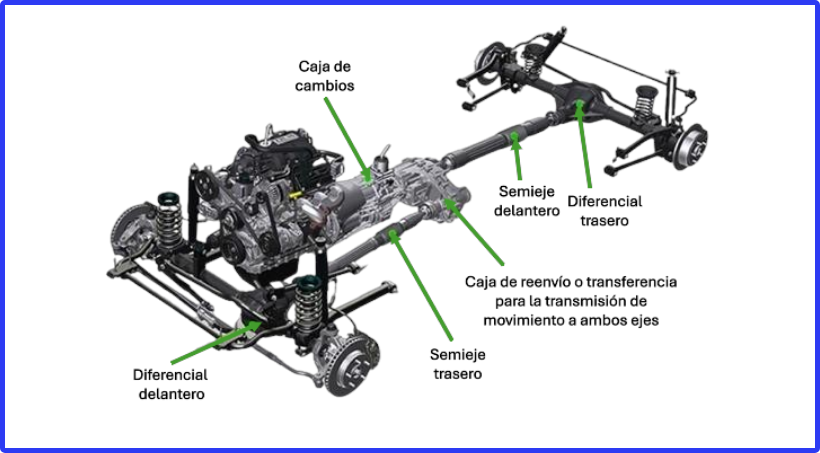 Caja de
cambios
Semieje
delantero
Diferencial
trasero
Caja de reenvío o transferencia
para la transmisión de
movimiento a ambos ejes
Semieje
trasero
Diferencial
delantero